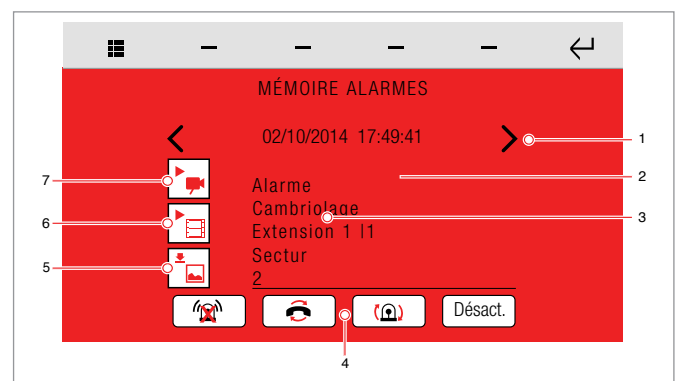 MÉMOIRE ALARMES
02/10/2014 17:49:41
1
7
2
Alarme
Cambriolage
3
6
Extension 1 I1
Sectur
5
2
Désact.
4